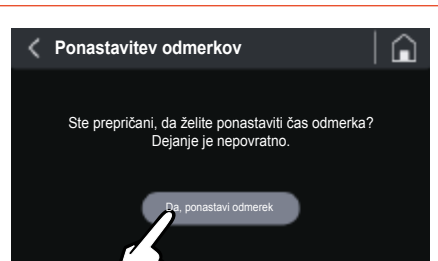 Ponastavitev odmerkov
Ste prepričani, da želite ponastaviti čas odmerka?
Dejanje je nepovratno.
Da, ponastavi odmerek